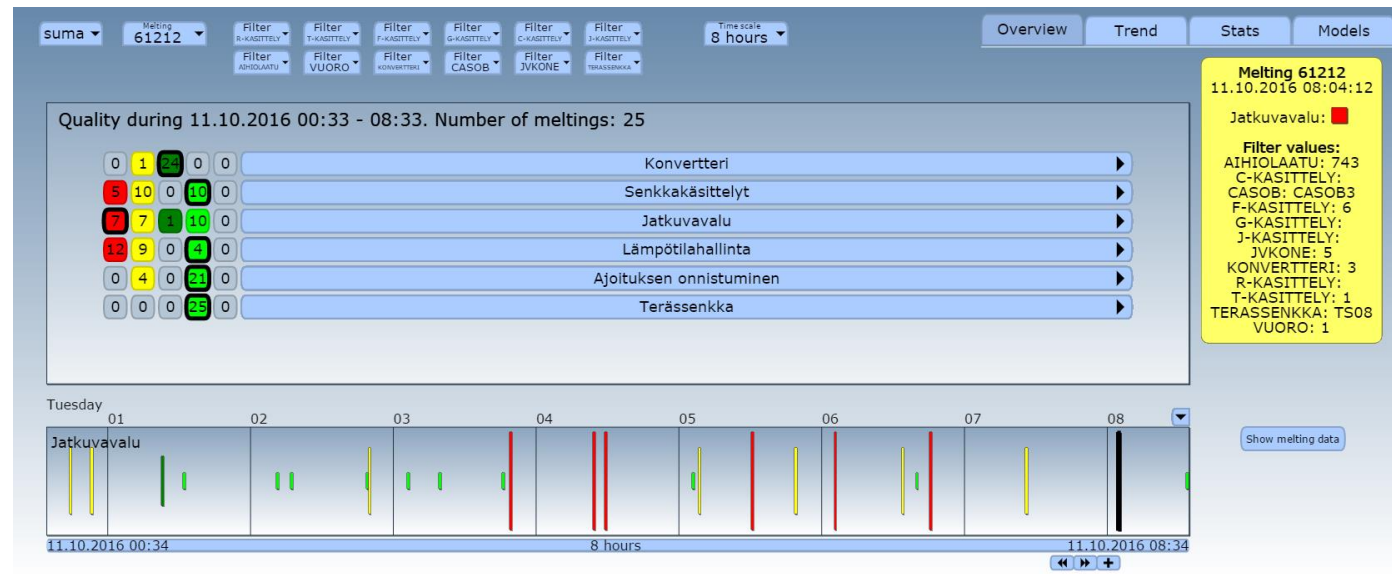 suma
Melting
61212
Filter
R-KASITTELY
Filter
T-KASITTELY
Filter
F-KASITTELY
Filter
G-KASITTELY
Filter
C-KASITTELY
Filter
J-KASITTELY
Time scale
8 hours
Overview
Trend
Stats
Models
Filter
AIHIOLAATU
Filter
VUORO
Filter
KONVERTTERI
Filter
CASOB
Filter
JVKONE
Filter
TERASSENKKA
Quality during 11.10.2016 00:33 - 08:33. Number of meltings: 25
0 1 24 0 0 Konvertteri
5 10 0 10 0 Senkkakäsittelyt
7 7 1 10 0 Jatkuvavalu
12 9 0 4 0 Lämpötilahallinta
0 4 0 21 0 Ajoituksen onnistuminen
0 0 0 25 0 Terässenkka
Melting 61212
11.10.2016 08:04:12
Jatkuvavalu:
Filter values:
AIHIOLAATU: 743
C-KASITTELY:
CASOB: CASOB3
F-KASITTELY: 6
G-KASITTELY:
J-KASITTELY:
JVKONE: 5
KONVERTTERI: 3
R-KASITTELY:
T-KASITTELY: 1
TERASSENKKA: TS08
VUORO: 1
Show melting data
Tuesday
01 02 03 04 05 06 07 08
Jatkuvavalu
11.10.2016 00:34 8 hours 11.10.2016 08:34